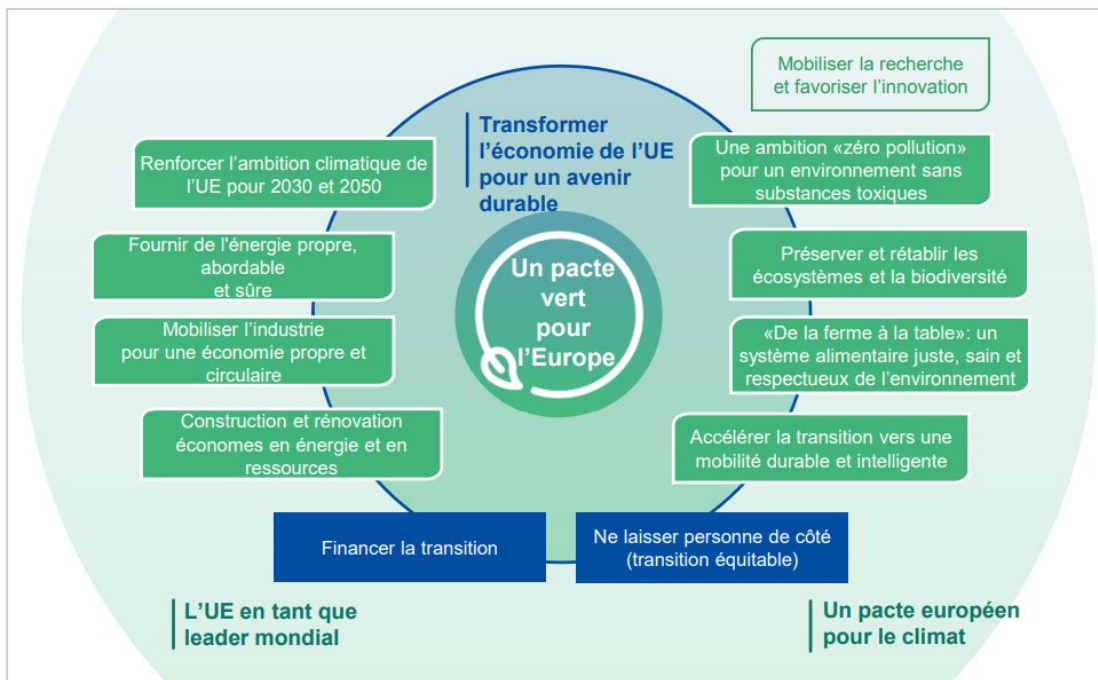 Mobiliser la recherche
et favoriser l’innovation
Transformer
l’économie de l’UE
pour un avenir
durable
Renforcer l’ambition climatique de
l’UE pour 2030 et 2050
Fournir de l'énergie propre,
abordable
et sûre
Mobiliser l’industrie
pour une économie propre et
circulaire
Construction et rénovation
économes en énergie et en
ressources
Un pacte
vert
pour
l’Europe
Une ambition «zéro pollution»
pour un environnement sans
substances toxiques
Préserver et rétablir les
écosystèmes et la biodiversité
«De la ferme à la table»: un
système alimentaire juste, sain et
respectueux de l’environnement
Accélérer la transition vers une
mobilité durable et intelligente
Financer la transition
Ne laisser personne de côté
(transition équitable)
L’UE en tant que
leader mondial
Un pacte européen
pour le climat